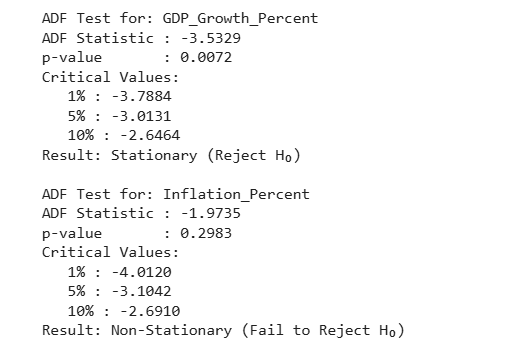 ADF Test for: GDP_Growth_Percent
ADF Statistic : -3.5329
p-value       : 0.0072
Critical Values:
   1% : -3.7884
   5% : -3.0131
   10% : -2.6464
Result: Stationary (Reject H₀)

ADF Test for: Inflation_Percent
ADF Statistic : -1.9735
p-value       : 0.2983
Critical Values:
   1% : -4.0120
   5% : -3.1042
   10% : -2.6910
Result: Non-Stationary (Fail to Reject H₀)